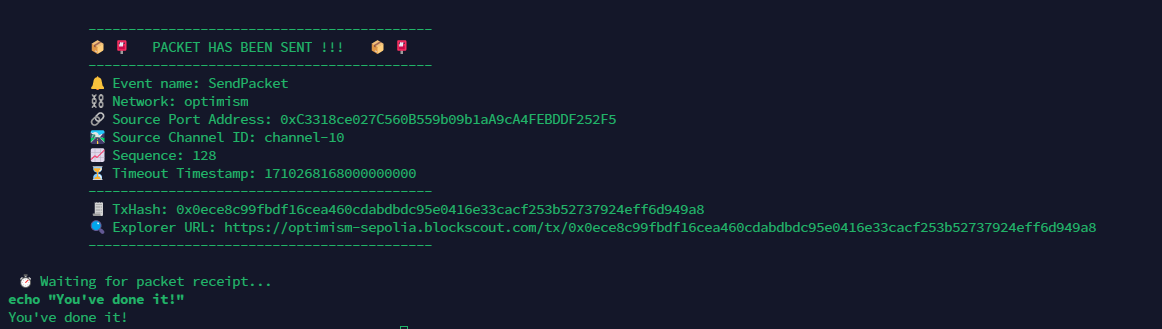 -------------------------------------------
📦 📮   PACKET HAS BEEN SENT !!!   📦 📮
-------------------------------------------
🔔 Event name: SendPacket
⛓️ Network: optimism
🔗 Source Port Address: 0xC3318ce027C560B559b09b1aA9cA4FEBDDF252F5
🛰️ Source Channel ID: channel-10
📈 Sequence: 128
⏳ Timeout Timestamp: 1710268168000000000
-------------------------------------------
🧾 TxHash: 0x0ece8c99fbdf16cea460cdabdbdc95e0416e33cacf253b52737924eff6d949a8
🔍 Explorer URL: https://optimism-sepolia.blockscout.com/tx/0x0ece8c99fbdf16cea460cdabdbdc95e0416e33cacf253b52737924eff6d949a8
-------------------------------------------
⏱️ Waiting for packet receipt...
echo "You've done it!"
You've done it!